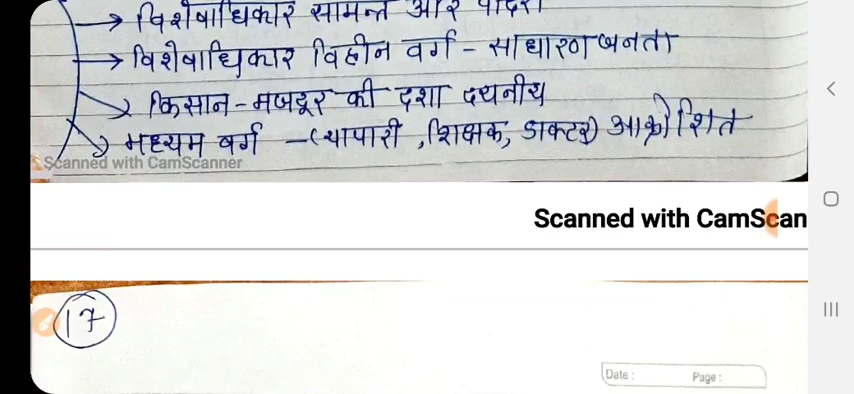 → विशेषाधिकार सामन्त और पादरी
→ विशेषाधिकार विहीन वर्ग - साधारण जनता
→ किसान - मजदूर की दशा दयनीय
→ मध्यम वर्ग - (व्यापारी, शिक्षक, डाक्टर) आक्रोशित
Scanned with CamScanner
Scanned with CamScan
17
Date : Page :